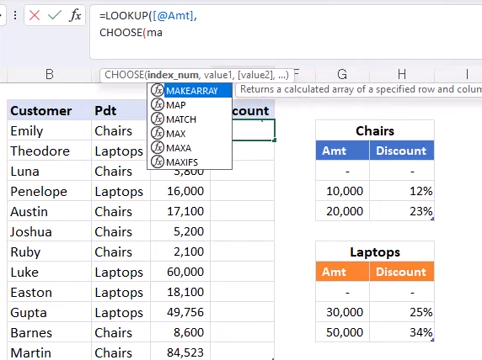 =LOOKUP([@Amt],
CHOOSE(ma
CHOOSE(index_num, value1, [value2], ...)
MAKEARRAY
Returns a calculated array of a specified row and column
MAP
MATCH
MAX
MAXA
MAXIFS
B G H I
Customer Pdt count
Emily Chairs
Theodore Laptops
Luna Chairs 3,800
Penelope Laptops 16,000
Austin Chairs 17,100
Joshua Chairs 5,200
Ruby Chairs 2,100
Luke Laptops 60,000
Easton Laptops 18,100
Gupta Laptops 49,756
Barnes Chairs 8,600
Martin Chairs 84,523
Chairs
Amt Discount
- -
10,000 12%
20,000 23%
Laptops
Amt Discount
- -
30,000 25%
50,000 34%